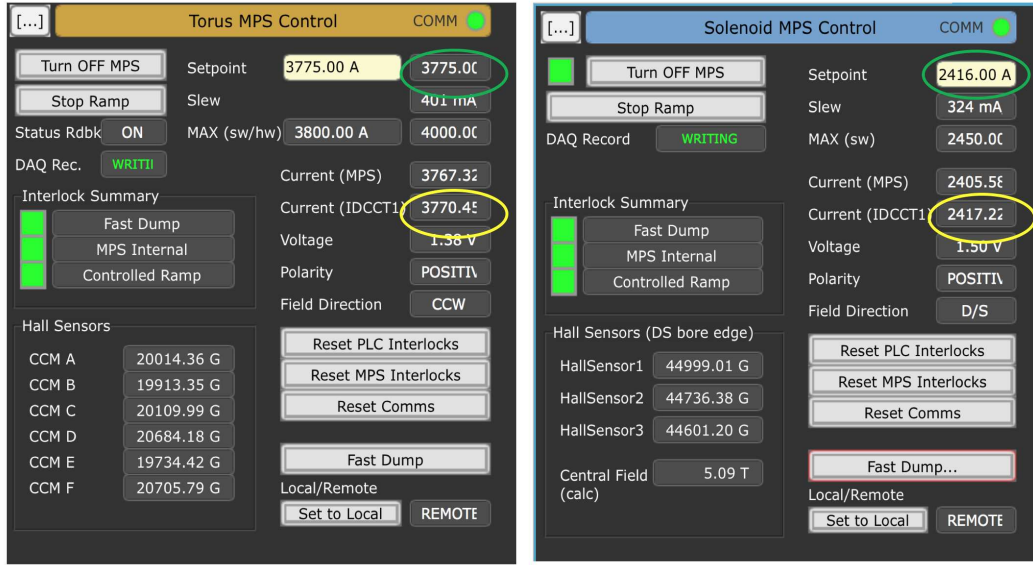 [...] Torus MPS Control COMM
Turn OFF MPS Setpoint 3775.00 A 3775.00
Stop Ramp Slew 401 mA
Status Rdbk ON MAX (sw/hw) 3800.00 A 4000.00
DAQ Rec. WRITII
Current (MPS) 3767.32
Interlock Summary
Current (IDCCT1) 3770.45
Fast Dump
Voltage 1.38 V
MPS Internal
Controlled Ramp
Polarity POSITIV
Field Direction CCW
Hall Sensors
CCM A 20014.36 G
CCM B 19913.35 G
CCM C 20109.99 G
CCM D 20684.18 G
CCM E 19734.42 G
CCM F 20705.79 G
Reset PLC Interlocks
Reset MPS Interlocks
Reset Comms
Fast Dump
Local/Remote
Set to Local REMOTE
[...] Solenoid MPS Control COMM
Turn OFF MPS Setpoint 2416.00 A
Stop Ramp Slew 324 mA
DAQ Record WRITING MAX (sw) 2450.00
Current (MPS) 2405.58
Interlock Summary
Current (IDCCT1) 2417.22
Fast Dump
Voltage 1.50 V
MPS Internal
Controlled Ramp
Polarity POSITIV
Field Direction D/S
Hall Sensors (DS bore edge)
HallSensor1 44999.01 G
HallSensor2 44736.38 G
HallSensor3 44601.20 G
Central Field 5.09 T
(calc)
Reset PLC Interlocks
Reset MPS Interlocks
Reset Comms
Fast Dump...
Local/Remote
Set to Local REMOTE